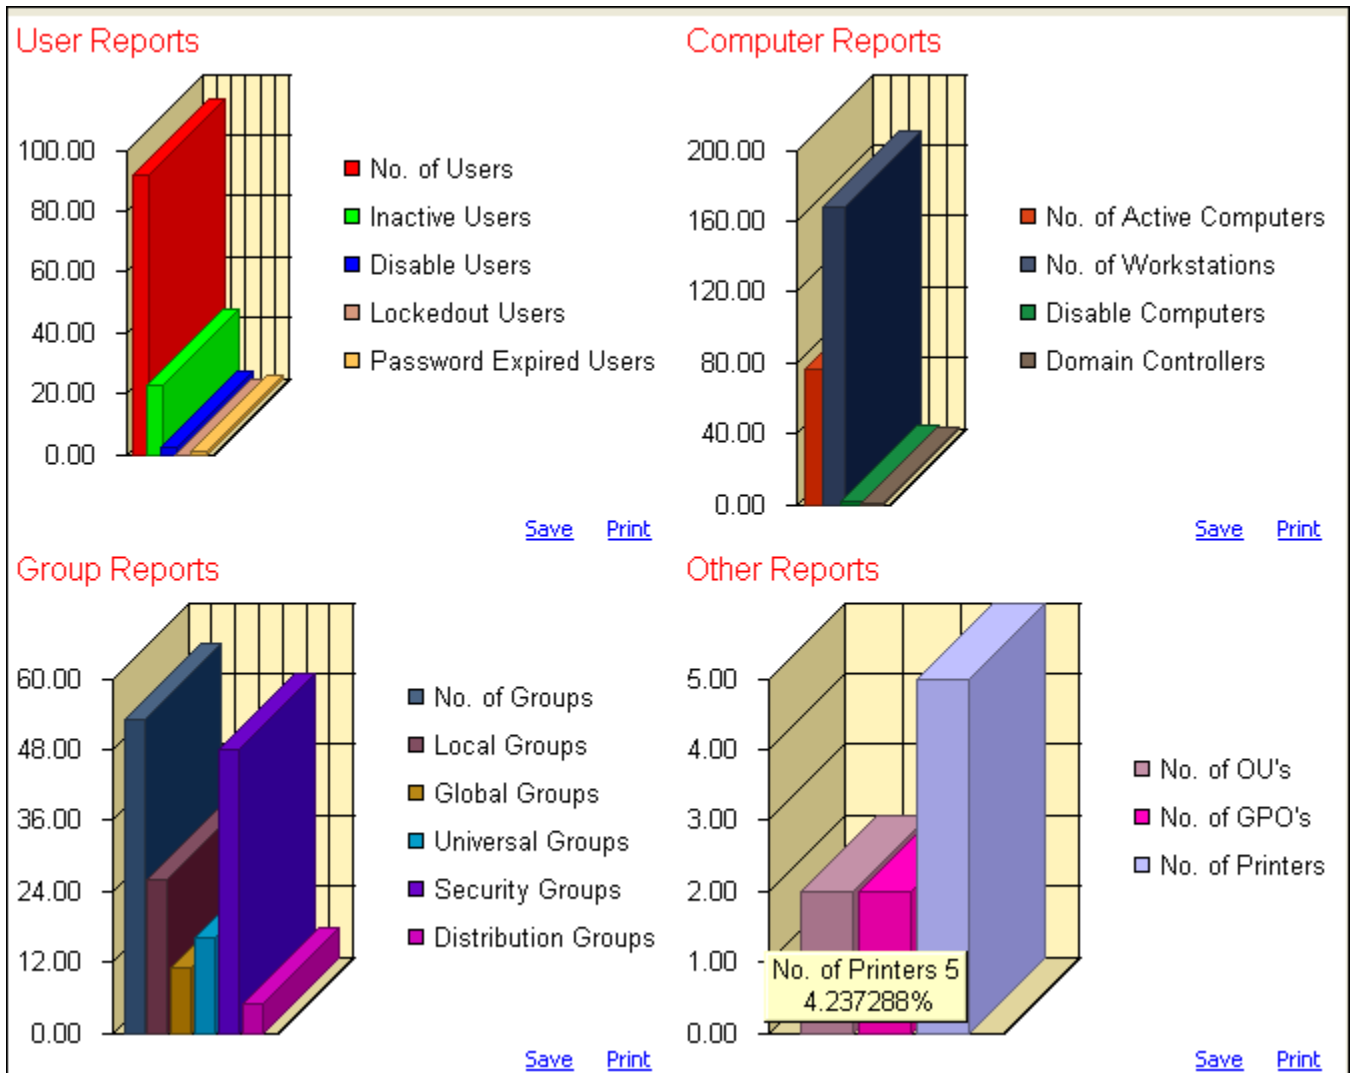 User Reports
100.00
80.00
60.00
40.00
20.00
0.00
No. of Users
Inactive Users
Disable Users
Lockedout Users
Password Expired Users
Save Print
Computer Reports
200.00
160.00
120.00
80.00
40.00
0.00
No. of Active Computers
No. of Workstations
Disable Computers
Domain Controllers
Save Print
Group Reports
60.00
48.00
36.00
24.00
12.00
0.00
No. of Groups
Local Groups
Global Groups
Universal Groups
Security Groups
Distribution Groups
Save Print
Other Reports
5.00
4.00
3.00
2.00
1.00
0.00
No. of Printers 5
4.237288%
No. of OU's
No. of GPO's
No. of Printers
Save Print